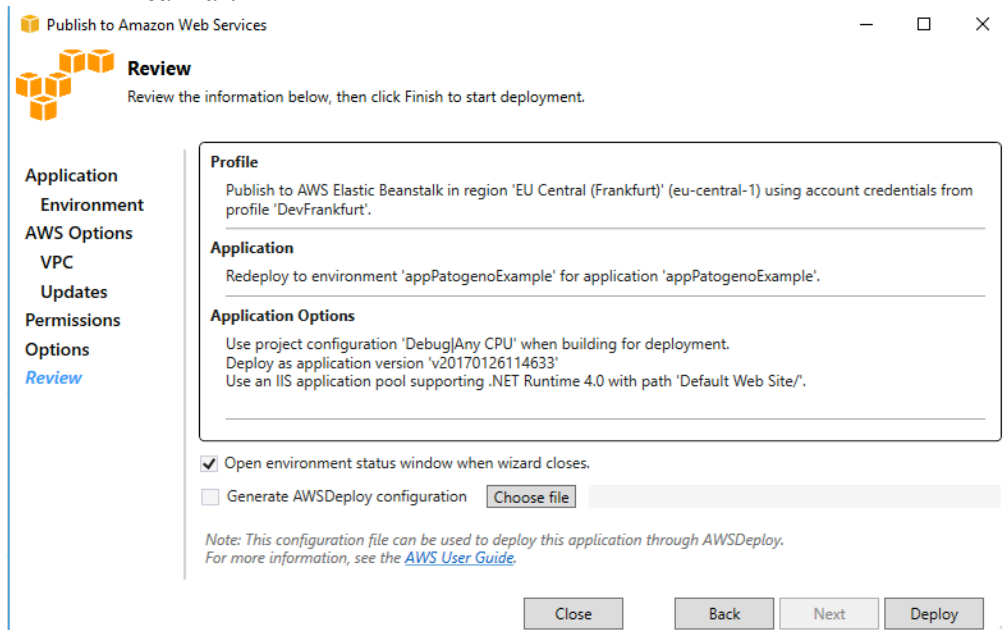 Publish to Amazon Web Services
Review
Review the information below, then click Finish to start deployment.
Application
Environment
AWS Options
VPC
Updates
Permissions
Options
Review
Profile
Publish to AWS Elastic Beanstalk in region 'EU Central (Frankfurt)' (eu-central-1) using account credentials from
profile 'DevFrankfurt'.
Application
Redeploy to environment 'appPatogenoExample' for application 'appPatogenoExample'.
Application Options
Use project configuration 'Debug|Any CPU' when building for deployment.
Deploy as application version 'v20170126114633'
Use an IIS application pool supporting .NET Runtime 4.0 with path 'Default Web Site/'.
Open environment status window when wizard closes.
Generate AWSDeploy configuration Choose file
Note: This configuration file can be used to deploy this application through AWSDeploy.
For more information, see the AWS User Guide.
Close Back Next Deploy